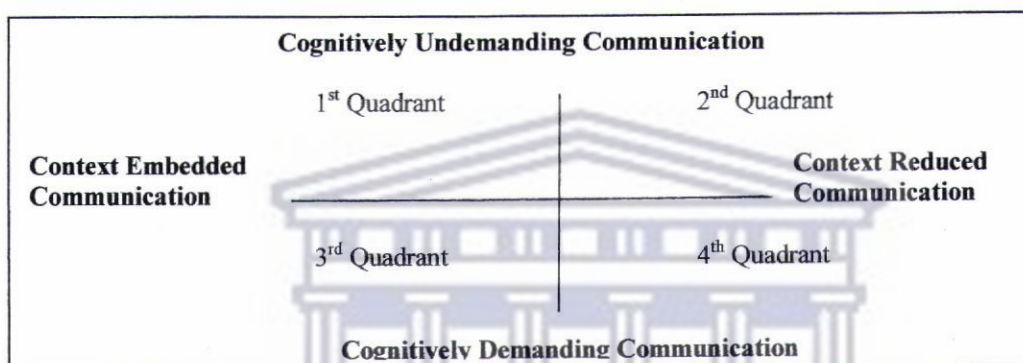 Cognitively Undemanding Communication
1st Quadrant
2nd Quadrant
Context Embedded
Communication
Context Reduced
Communication
3rd Quadrant
4th Quadrant
Cognitively Demanding Communication